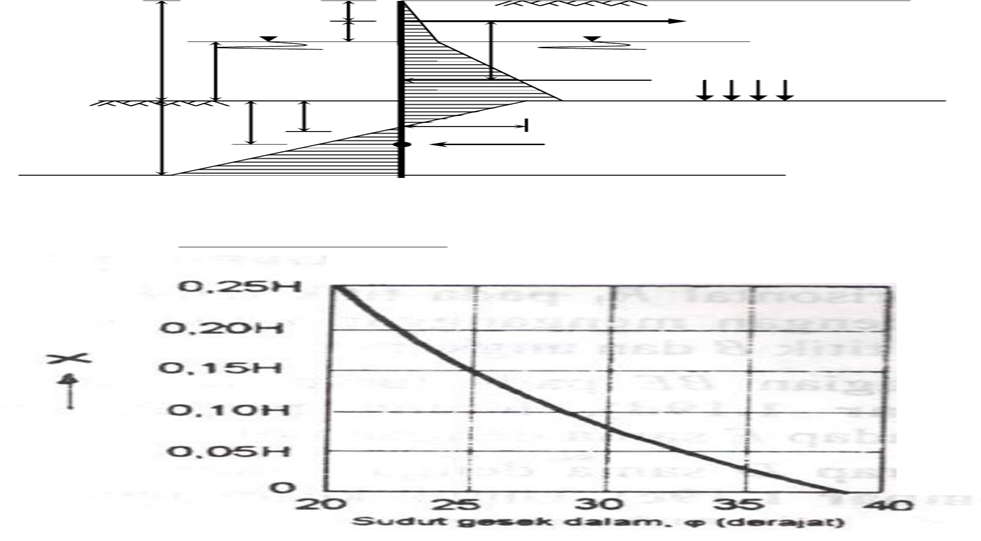 0,25H
0,20H
0,15H
X
0,10H
0,05H
0
20 25 30 35 40
Sudut gesek dalam, φ (derajat)